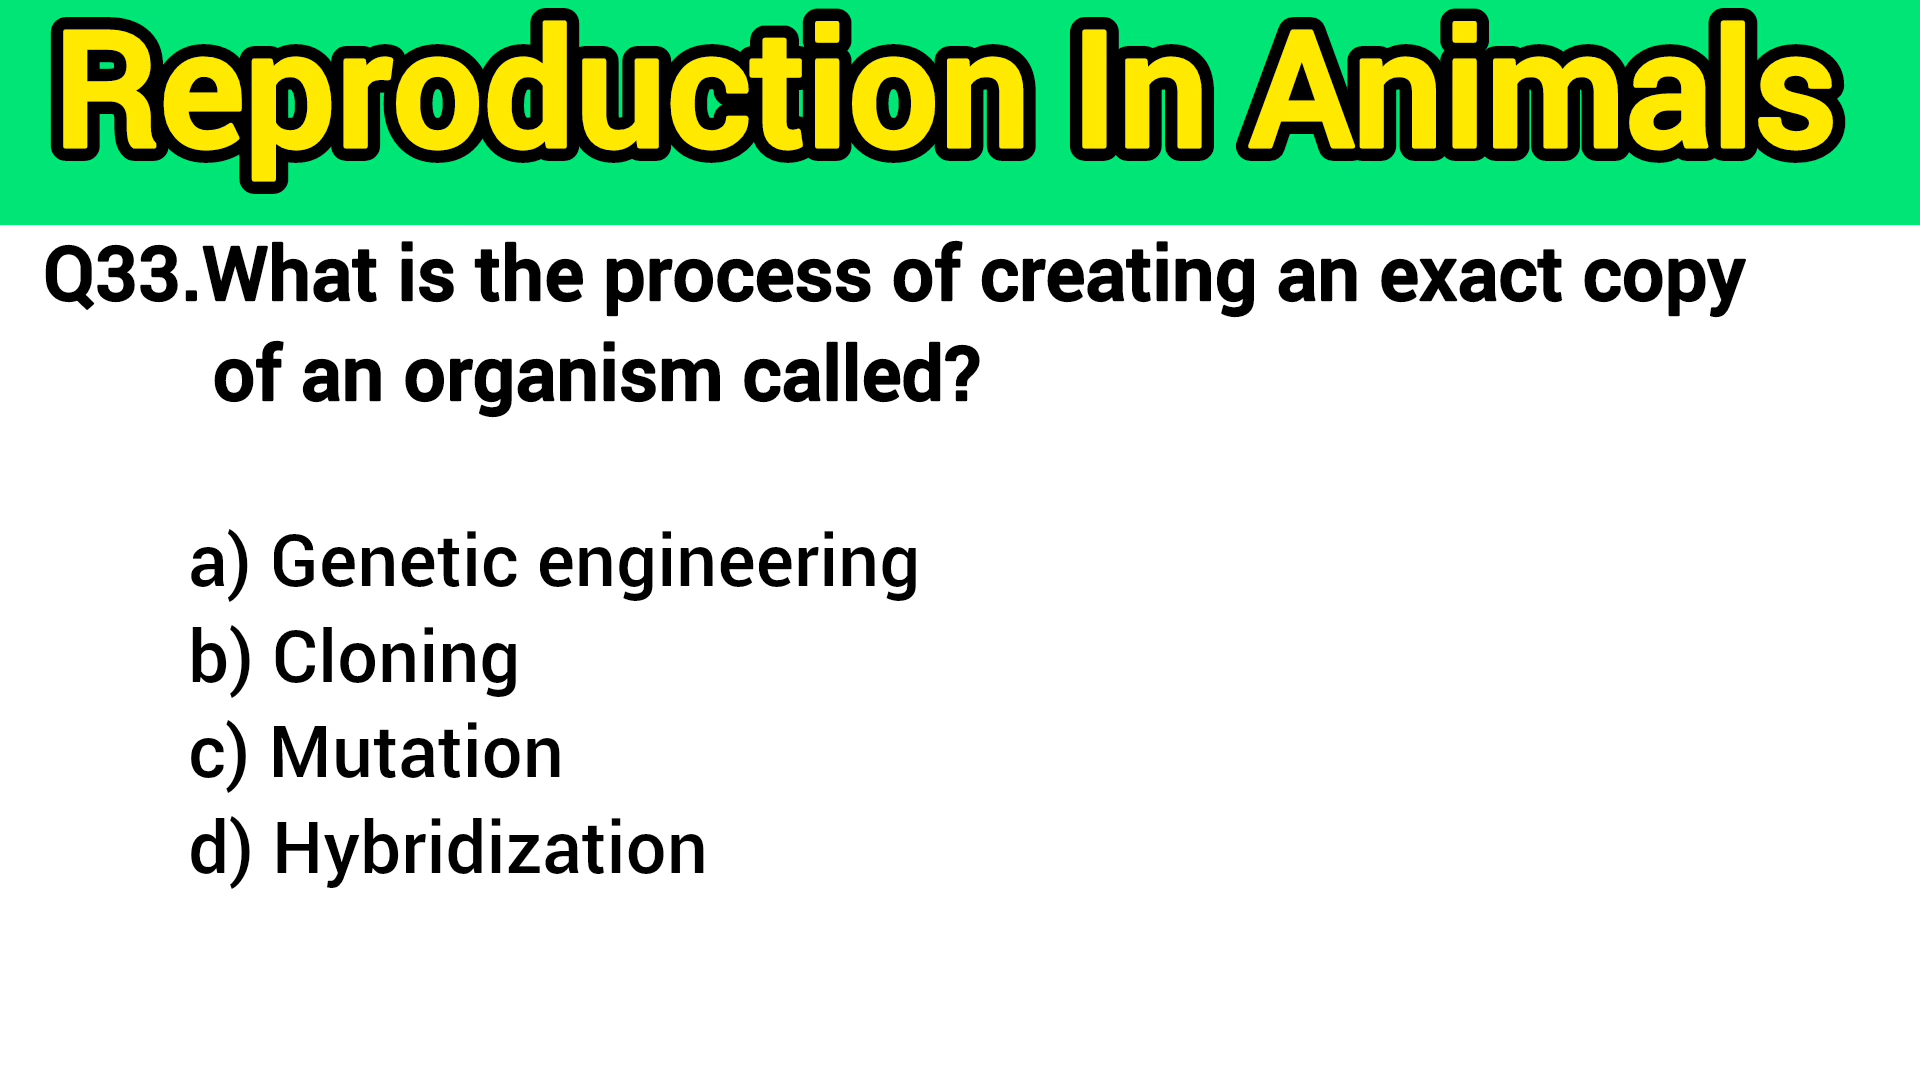 Reproduction In Animals
Q33.What is the process of creating an exact copy
of an organism called?
a) Genetic engineering
b) Cloning
c) Mutation
d) Hybridization